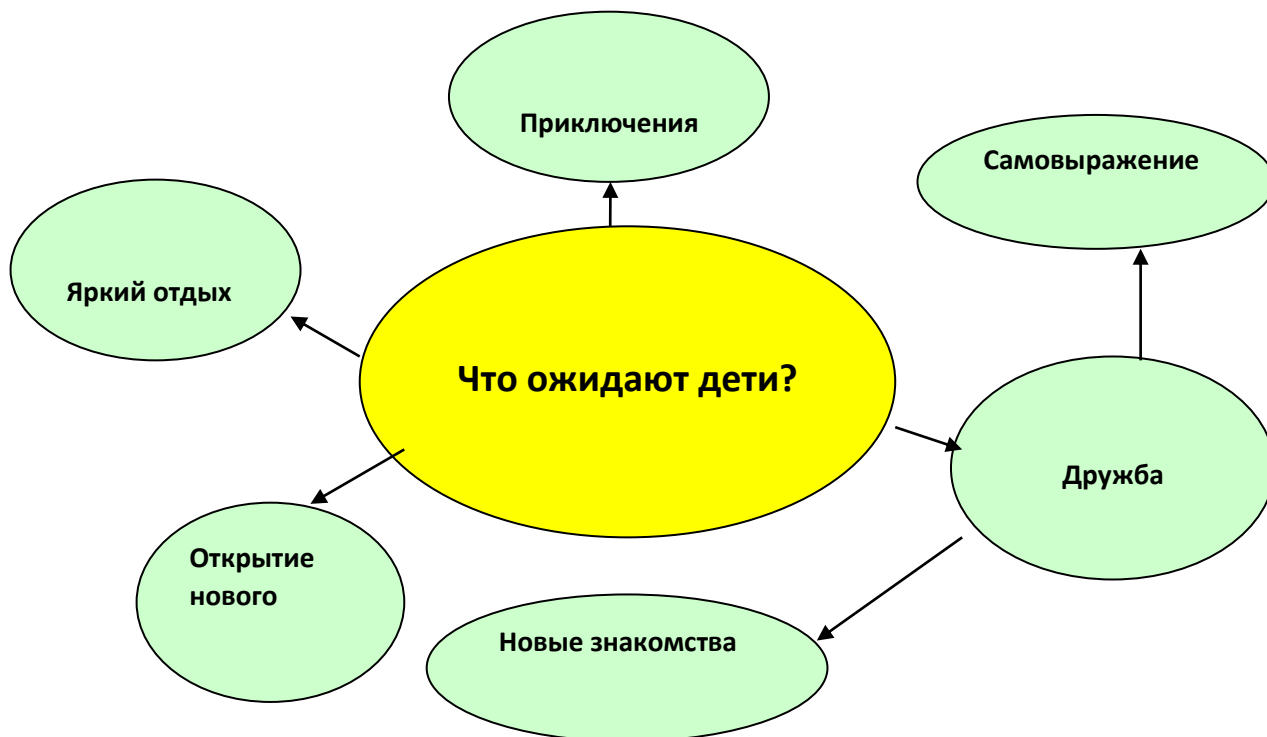 Приключения
Самовыражение
Яркий отдых
Что ожидают дети?
Дружба
Открытие
нового
Новые знакомства